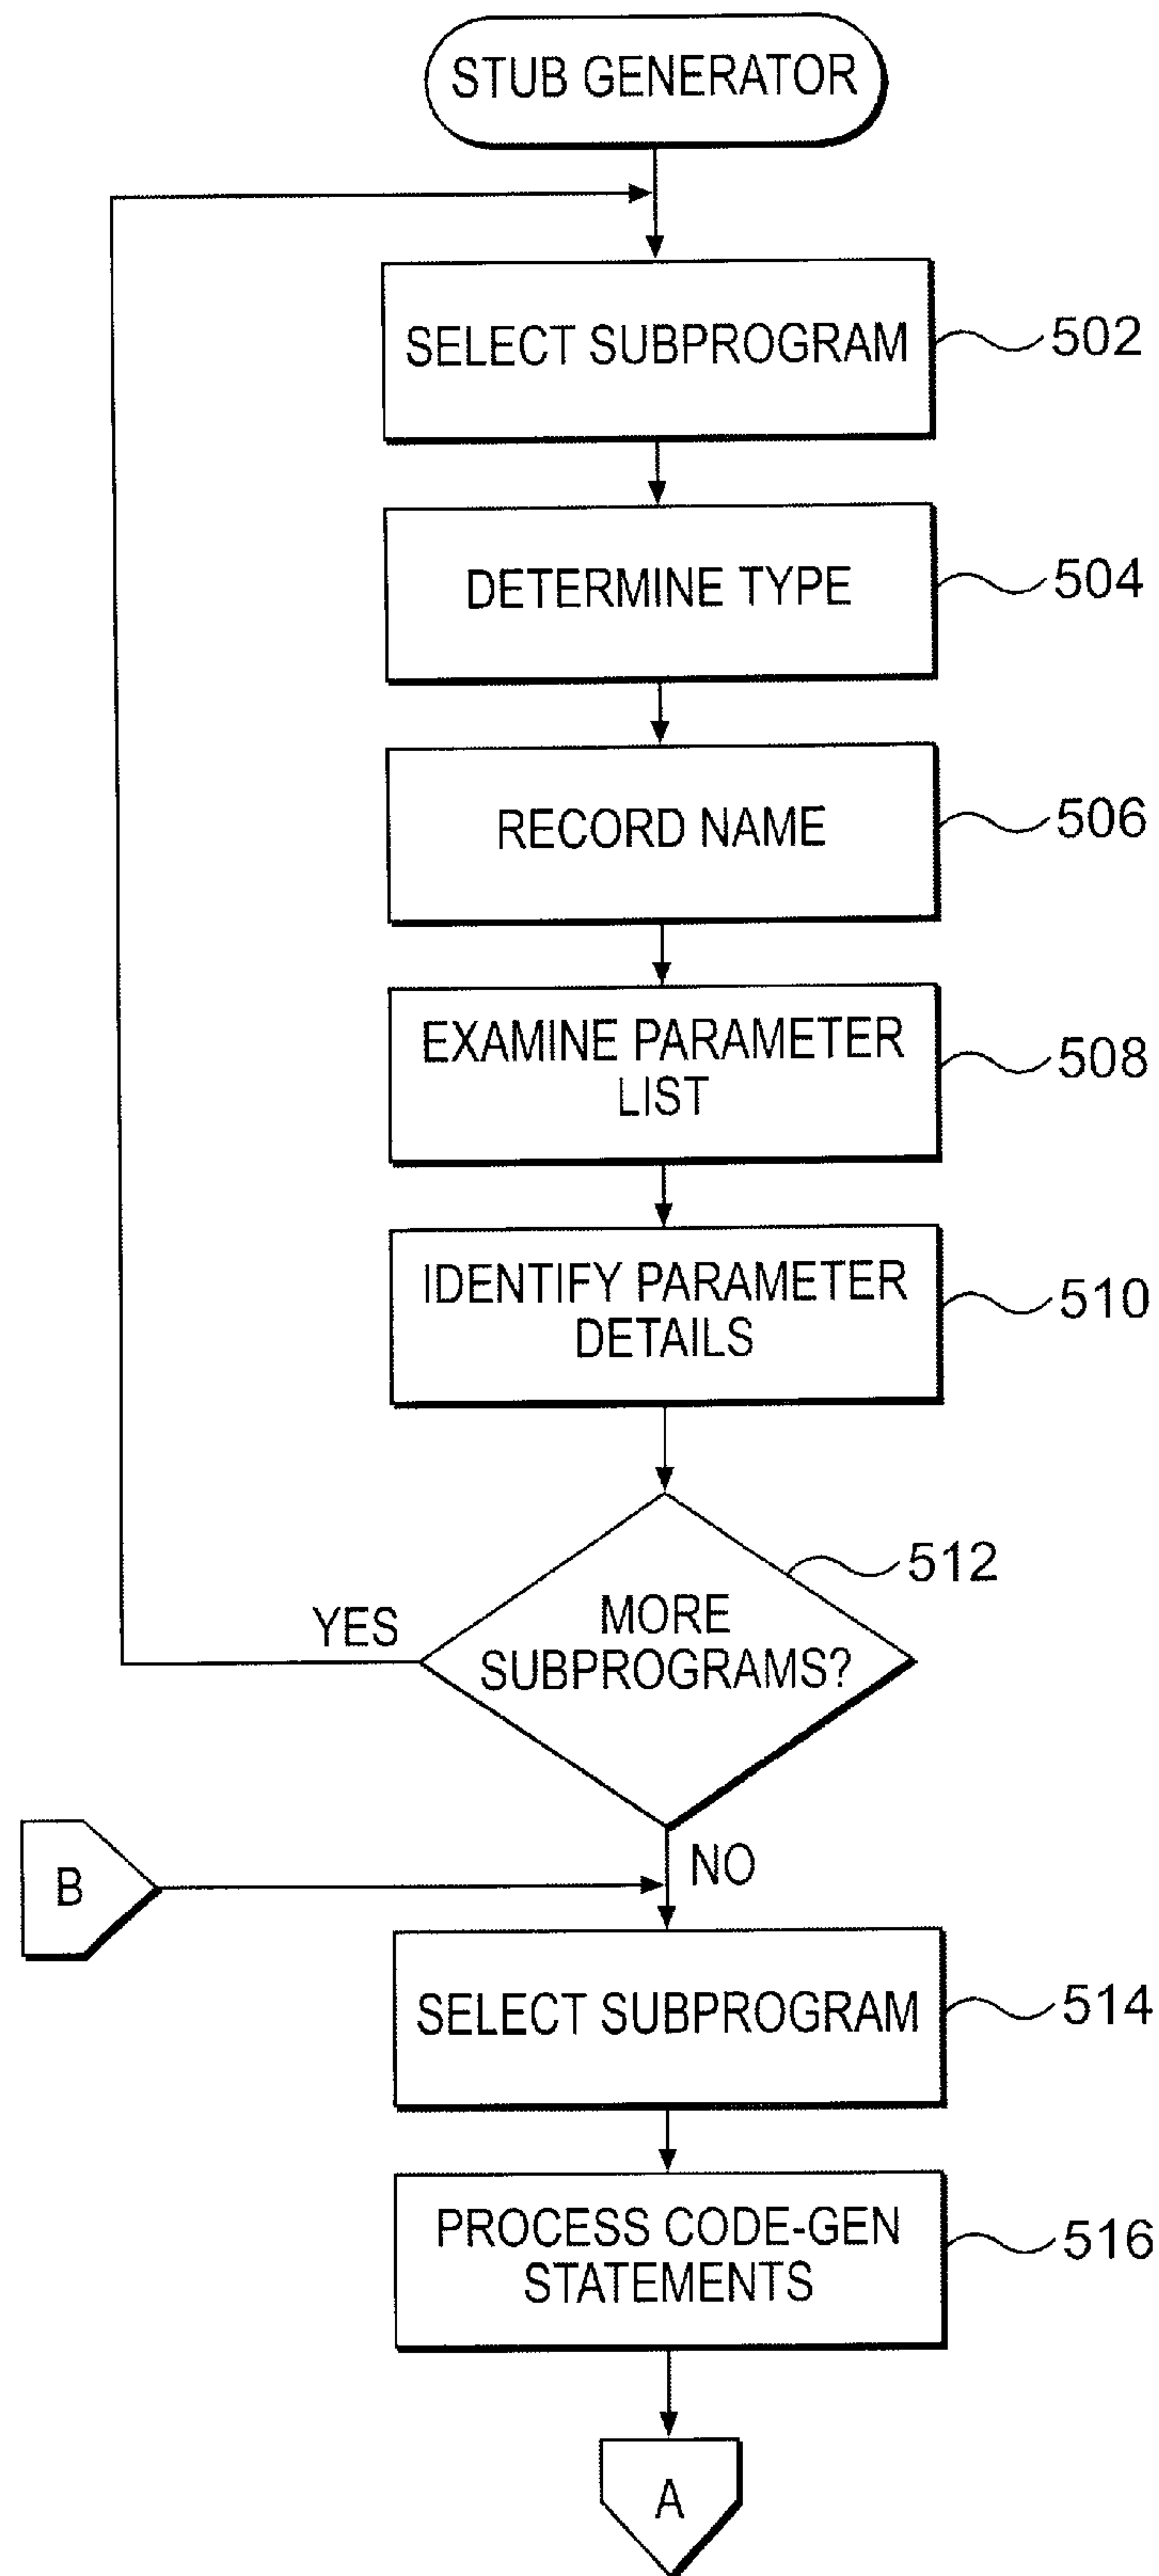 STUB GENERATOR
SELECT SUBPROGRAM
502
DETERMINE TYPE
504
RECORD NAME
506
EXAMINE PARAMETER
LIST
508
IDENTIFY PARAMETER
DETAILS
510
512
MORE
SUBPROGRAMS?
YES
NO
B
SELECT SUBPROGRAM
514
PROCESS CODE-GEN
STATEMENTS
516
A